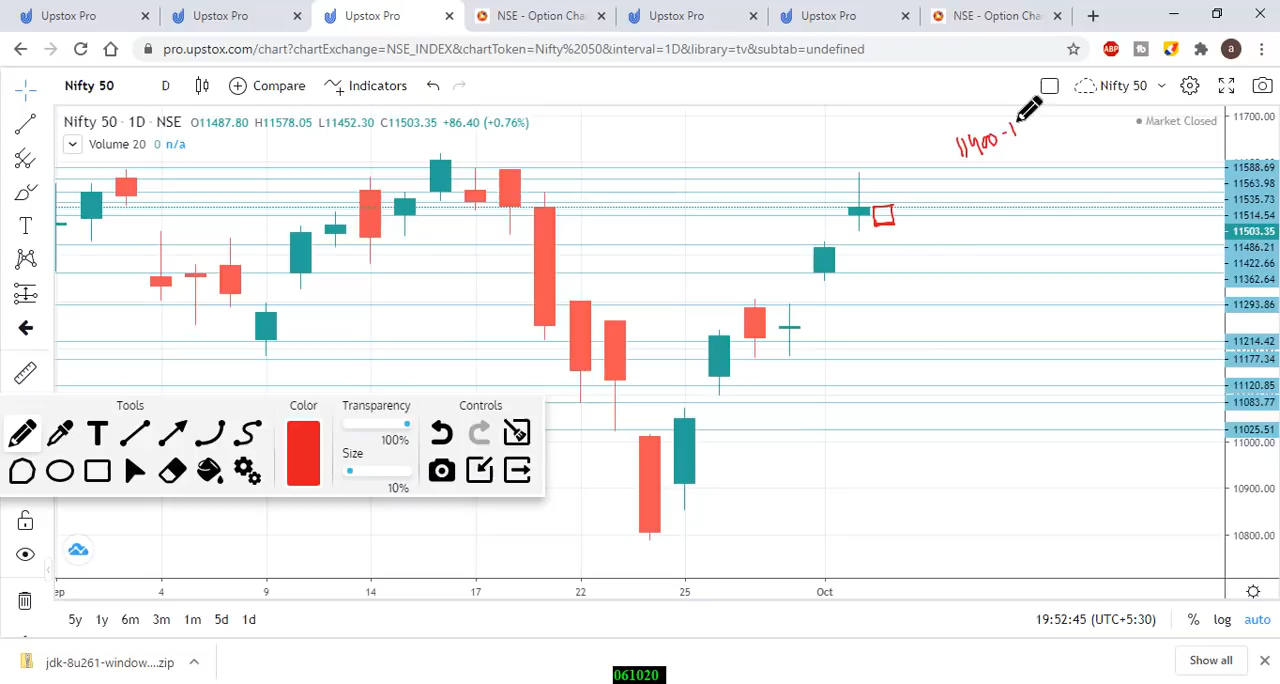 Upstox Pro
Upstox Pro
Upstox Pro
NSE - Option Cha
Upstox Pro
Upstox Pro
NSE - Option Cha
pro.upstox.com/chart?chartExchange=NSE_INDEX&chartToken=Nifty%2050&interval=1D&library=tv&subtab=undefined
ABP
a
Nifty 50
D
Compare
Indicators
Nifty 50
Nifty 50 · 1D · NSE O11487.80 H11578.05 L11452.30 C11503.35 +86.40 (+0.76%)
Volume 20 0 n/a
Market Closed
11400-1
11700.00
11588.69
11563.98
11535.73
11514.54
11503.35
11486.21
11422.66
11362.64
11293.86
11214.42
11177.34
11120.85
11083.77
11025.51
11000.00
10900.00
10800.00
Tools
Color
Transparency
100%
Size
10%
Controls
T
ep
4
9
14
17
22
25
Oct
5y
1y
6m
3m
1m
5d
1d
19:52:45 (UTC+5:30)
%
log
auto
jdk-8u261-window....zip
Show all
061020